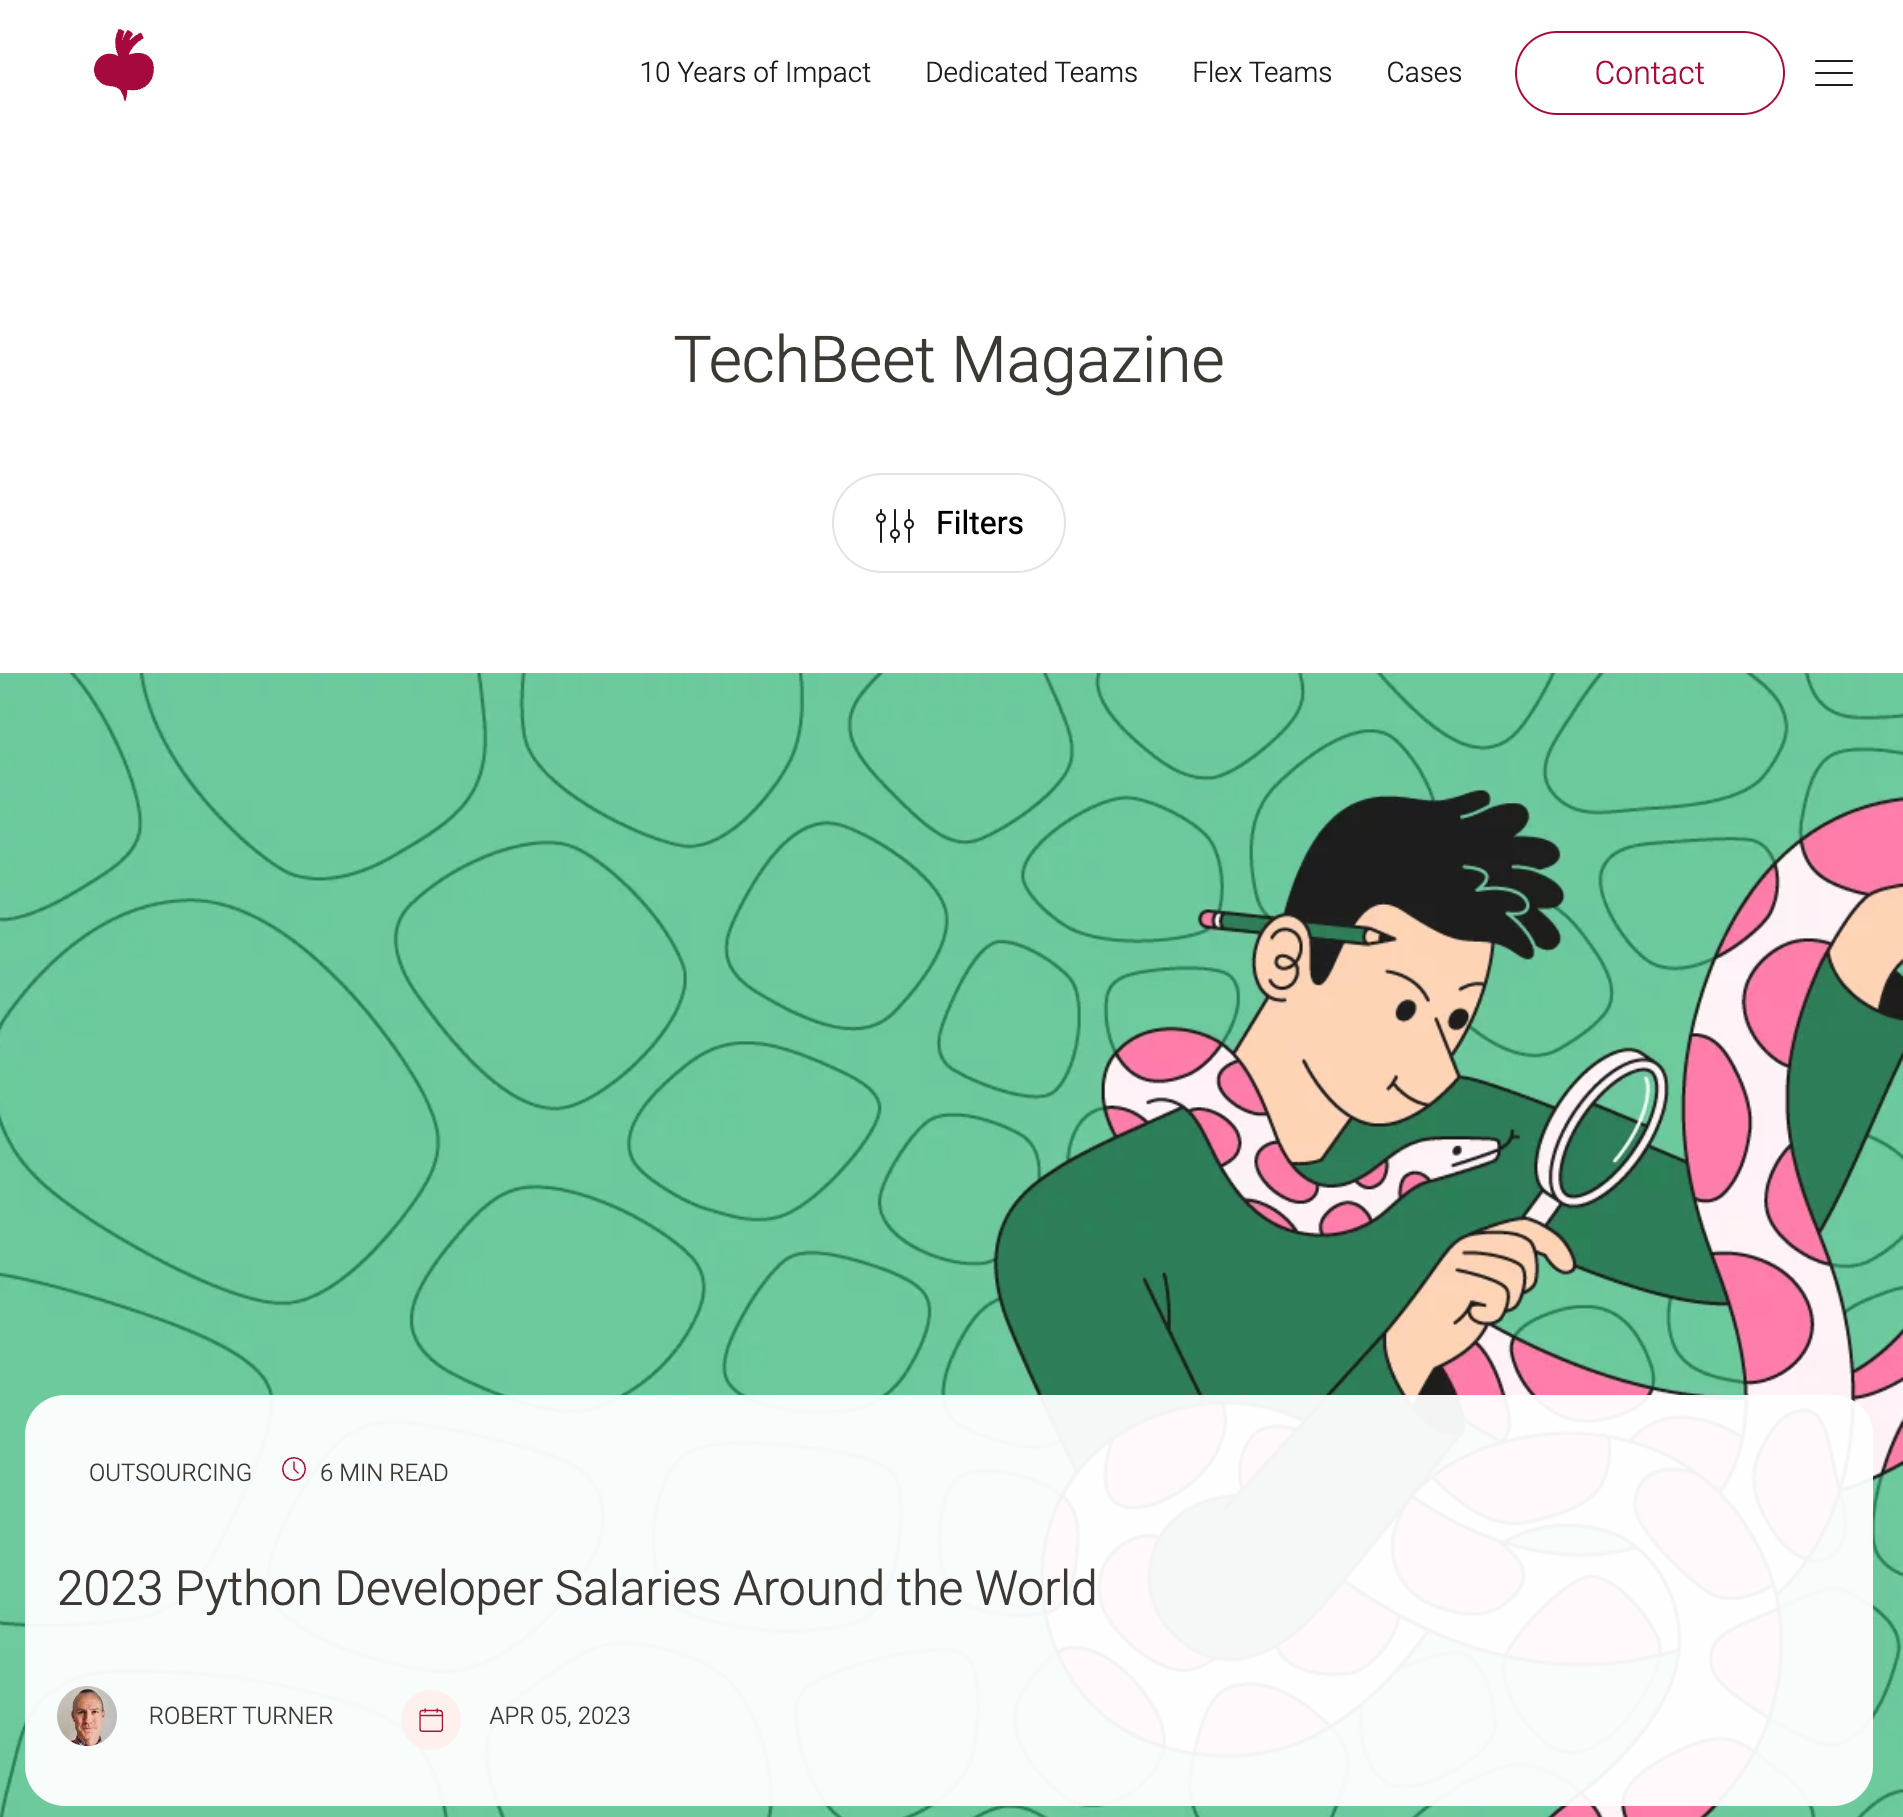 10 Years of Impact Dedicated Teams Flex Teams Cases Contact
TechBeet Magazine
Filters
OUTSOURCING 6 MIN READ
2023 Python Developer Salaries Around the World
ROBERT TURNER APR 05, 2023